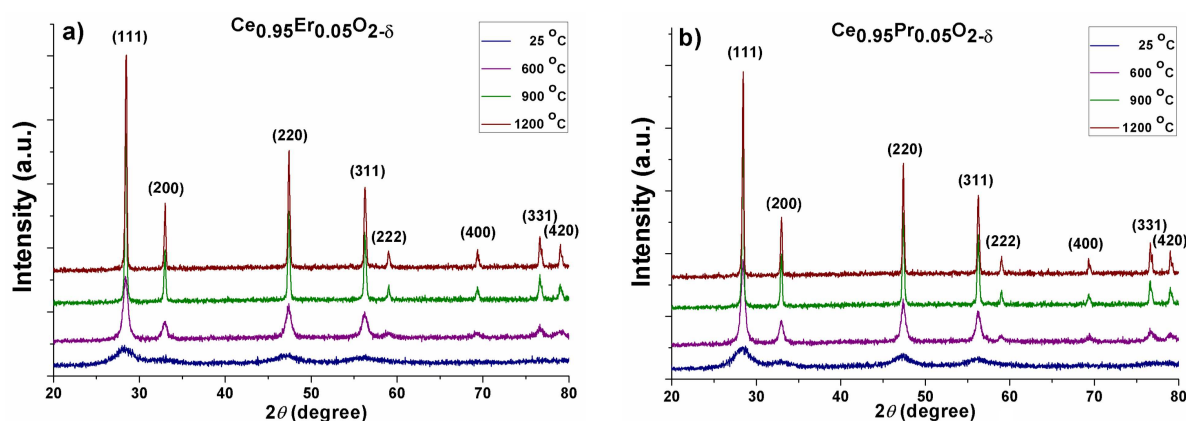 a)
Ce0.95Er0.05O2-δ
25 °C
600 °C
900 °C
1200 °C
(111)
(200)
(220)
(311)
(222)
(400)
(331)
(420)
Intensity (a.u.)
20 30 40 50 60 70 80
2θ (degree)
b)
Ce0.95Pr0.05O2-δ
25 °C
600 °C
900 °C
1200 °C
(111)
(200)
(220)
(311)
(222)
(400)
(331)
(420)
Intensity (a.u.)
20 30 40 50 60 70 80
2θ (degree)